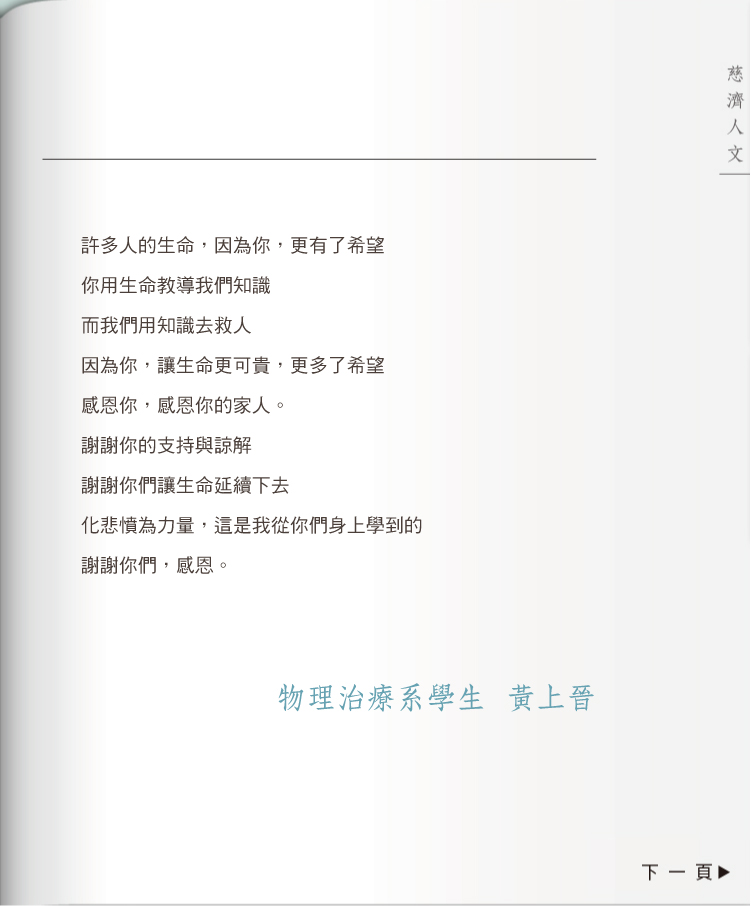 慈濟人文
許多人的生命，因為你，更有了希望
你用生命教導我們知識
而我們用知識去救人
因為你，讓生命更可貴，更多了希望
感恩你，感恩你的家人。
謝謝你的支持與諒解
謝謝你們讓生命延續下去
化悲憤為力量，這是我從你們身上學到的
謝謝你們，感恩。
物理治療系學生 黃上晉
下一頁▶